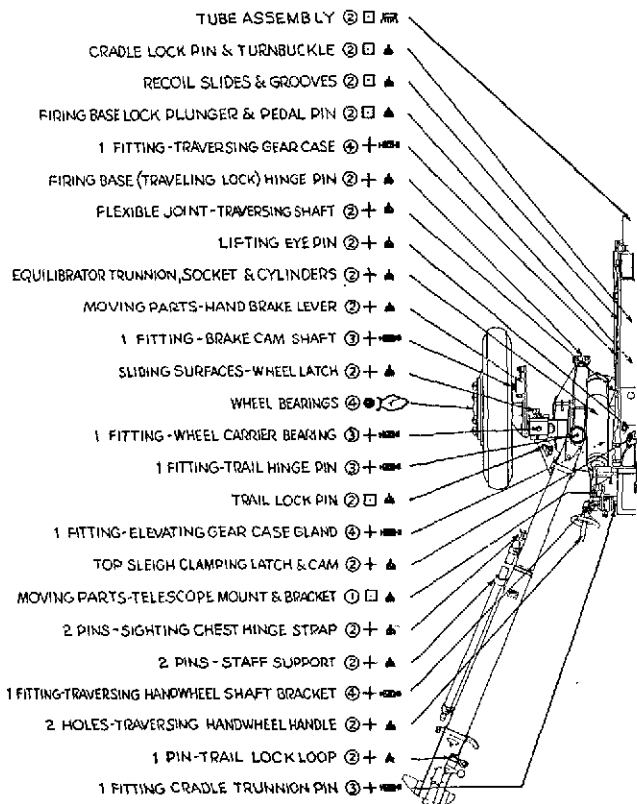 TUBE ASSEMBLY ②
CRADLE LOCK PIN & TURNBUCKLE ②
RECOIL SLIDES & GROOVES ②
FIRING BASE LOCK PLUNGER & PEDAL PIN ②
1 FITTING-TRAVERSING GEAR CASE ④ +
FIRING BASE (TRAVELING LOCK) HINGE PIN ② +
FLEXIBLE JOINT-TRAVERSING SHAFT ② +
LIFTING EYE PIN ② +
EQUILIBRATOR TRUNNION, SOCKET & CYLINDERS ② +
MOVING PARTS-HAND BRAKE LEVER ② +
1 FITTING-BRAKE CAM SHAFT ③ +
SLIDING SURFACES-WHEEL LATCH ② +
WHEEL BEARINGS ④
1 FITTING-WHEEL CARRIER BEARING ③ +
1 FITTING-TRAIL HINGE PIN ③ +
TRAIL LOCK PIN ②
1 FITTING-ELEVATING GEAR CASE GLAND ④ +
TOP SLEIGH CLAMPING LATCH & CAM ② +
MOVING PARTS-TELESCOPE MOUNT & BRACKET ①
2 PINS-SIGHTING CHEST HINGE STRAP ② +
2 PINS-STAFF SUPPORT ② +
1 FITTING-TRAVERSING HANDWHEEL SHAFT BRACKET ④ +
2 HOLES-TRAVERSING HANDWHEEL HANDLE ② +
1 PIN-TRAIL LOCK LOOP ② +
1 FITTING CRADLE TRUNNION PIN ③ +